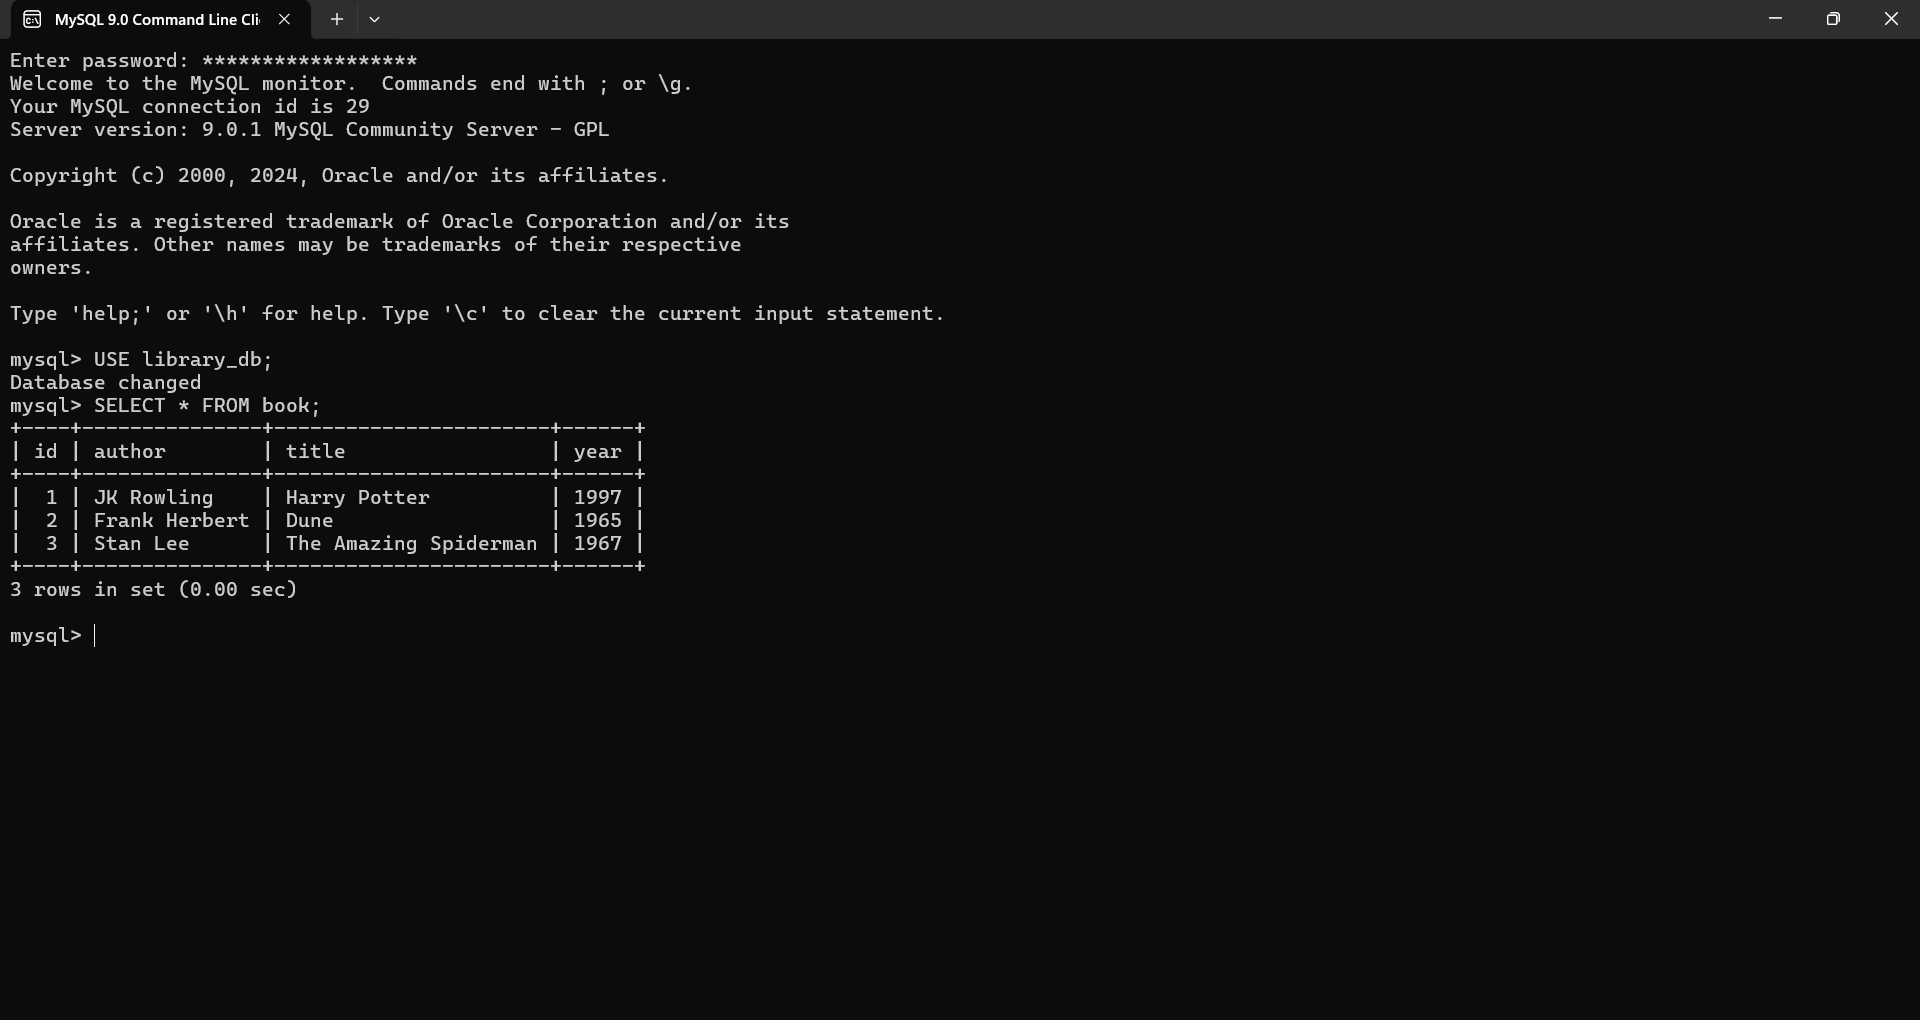 MySQL 9.0 Command Line Cli
Enter password: ******************
Welcome to the MySQL monitor.  Commands end with ; or \g.
Your MySQL connection id is 29
Server version: 9.0.1 MySQL Community Server - GPL

Copyright (c) 2000, 2024, Oracle and/or its affiliates.

Oracle is a registered trademark of Oracle Corporation and/or its
affiliates. Other names may be trademarks of their respective
owners.

Type 'help;' or '\h' for help. Type '\c' to clear the current input statement.

mysql> USE library_db;
Database changed
mysql> SELECT * FROM book;
+----+---------------+-----------------------+------+
| id | author        | title                 | year |
+----+---------------+-----------------------+------+
|  1 | JK Rowling    | Harry Potter          | 1997 |
|  2 | Frank Herbert | Dune                  | 1965 |
|  3 | Stan Lee      | The Amazing Spiderman | 1967 |
+----+---------------+-----------------------+------+
3 rows in set (0.00 sec)

mysql>